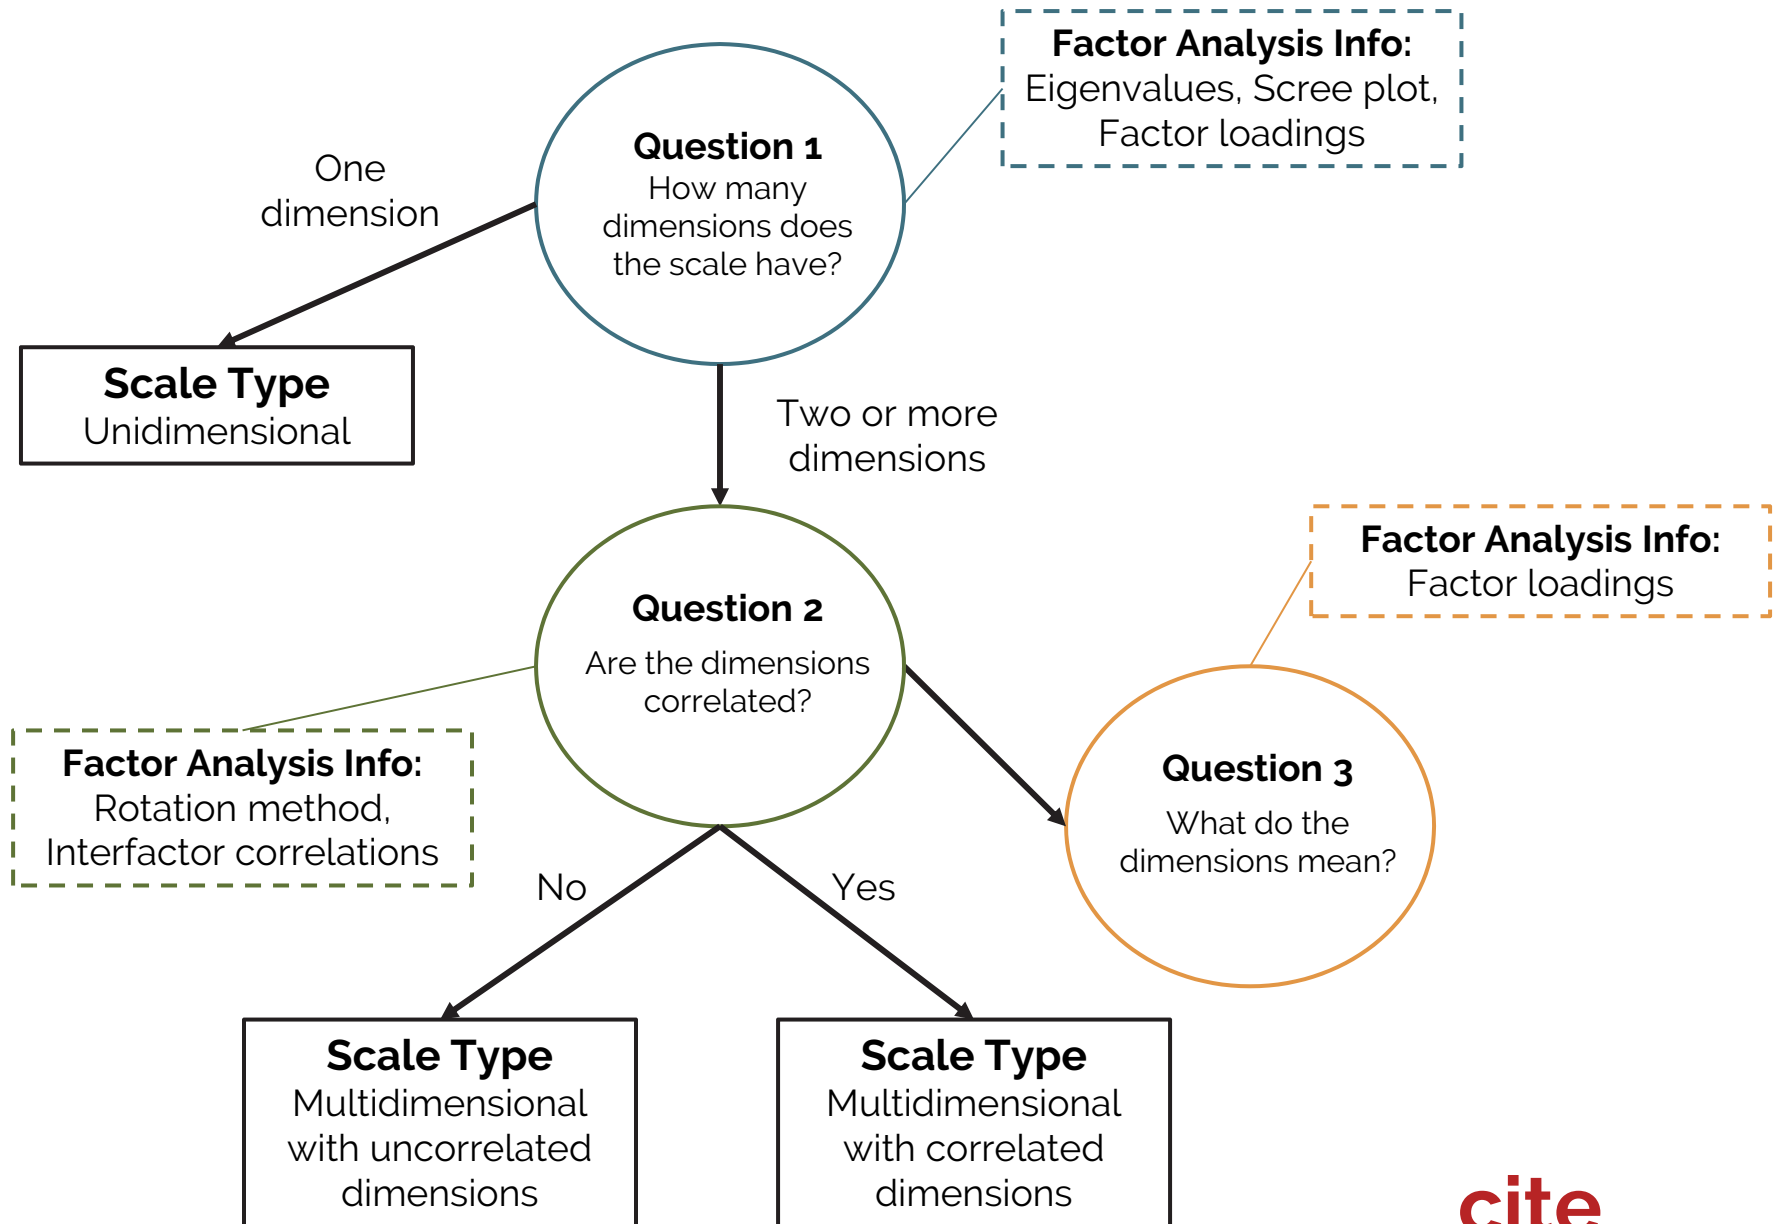 Factor Analysis Info:
Eigenvalues, Scree plot,
Factor loadings
Question 1
How many
dimensions does
the scale have?
One
dimension
Scale Type
Unidimensional
Two or more
dimensions
Factor Analysis Info:
Factor loadings
Question 2
Are the dimensions
correlated?
Factor Analysis Info:
Rotation method,
Interfactor correlations
Question 3
What do the
dimensions mean?
No
Yes
Scale Type
Multidimensional
with uncorrelated
dimensions
Scale Type
Multidimensional
with correlated
dimensions
cite